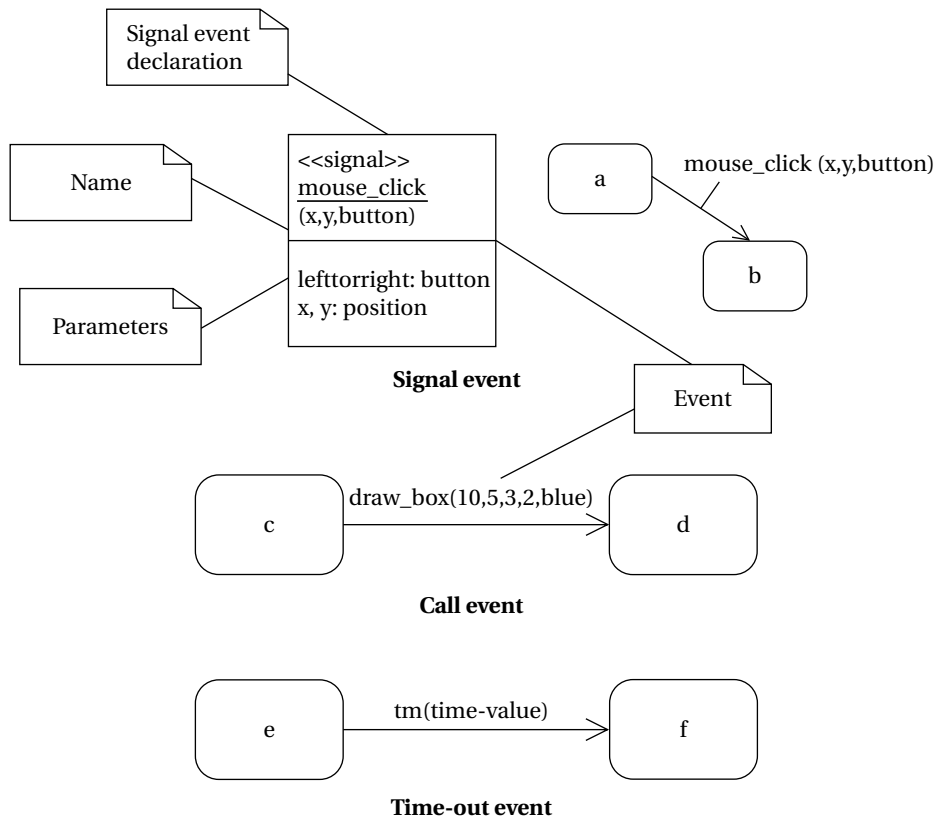 Signal event
declaration
Name
<<signal>>
mouse_click
(x,y,button)
a
mouse_click (x,y,button)
b
Parameters
lefttorright: button
x, y: position
Signal event
Event
c
draw_box(10,5,3,2,blue)
d
Call event
e
tm(time-value)
f
Time-out event